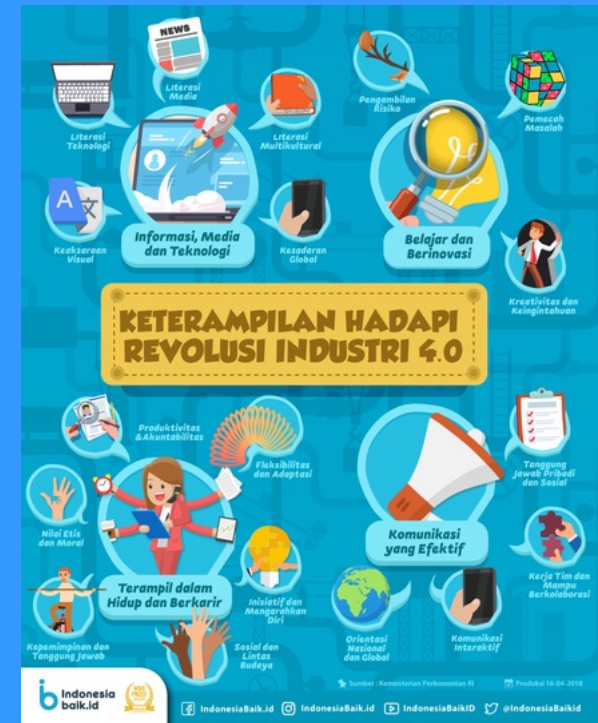 NEWS
Literasi
Media
Literasi
Teknologi
Literasi
Multikultural
A 文
Keaksaraan
Visual
Informasi, Media
dan Teknologi
Kesadaran
Global
Pengambilan
Risiko
Pemecah
Masalah
Belajar dan
Berinovasi
Kreativitas dan
Keingintahuan
KETERAMPILAN HADAPI
REVOLUSI INDUSTRI 4.0
Produktivitas
& Akuntabilitas
Fleksibilitas
dan Adaptasi
Nilai Etis
dan Moral
Terampil dalam
Hidup dan Berkarir
Inisiatif dan
Mengarahkan
Diri
Kepemimpinan dan
Tanggung Jawab
Sosial dan
Lintas
Budaya
Tanggung
Jawab Pribadi
dan Sosial
Komunikasi
yang Efektif
Kerja Tim dan
Mampu
Berkolaborasi
Orientasi
Nasional
dan Global
Komunikasi
Interaktif
Sumber : Kementerian Perkonomian RI
Produksi 16-04-2018
Indonesia
baik.id
IndonesiaBaik.id
IndonesiaBaik.id
IndonesiaBaikID
@IndonesiaBaikid